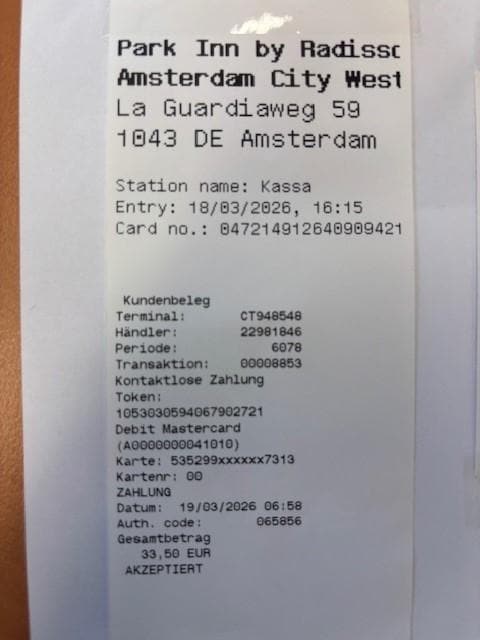 Park Inn by Radisso
Amsterdam City West
La Guardiaweg 59
1043 DE Amsterdam
Station name: Kassa
Entry: 18/03/2026, 16:15
Card no.: 047214912640909421
Kundenbeleg
Terminal: CT948548
Händler: 22981846
Periode: 6078
Transaktion: 00008853
Kontaktlose Zahlung
Token:
1053030594067902721
Debit Mastercard
(A0000000041010)
Karte: 535299xxxxxx7313
Kartenr: 00
ZAHLUNG
Datum: 19/03/2026 06:58
Auth. code: 065856
Gesamtbetrag
33,50 EUR
AKZEPTIERT